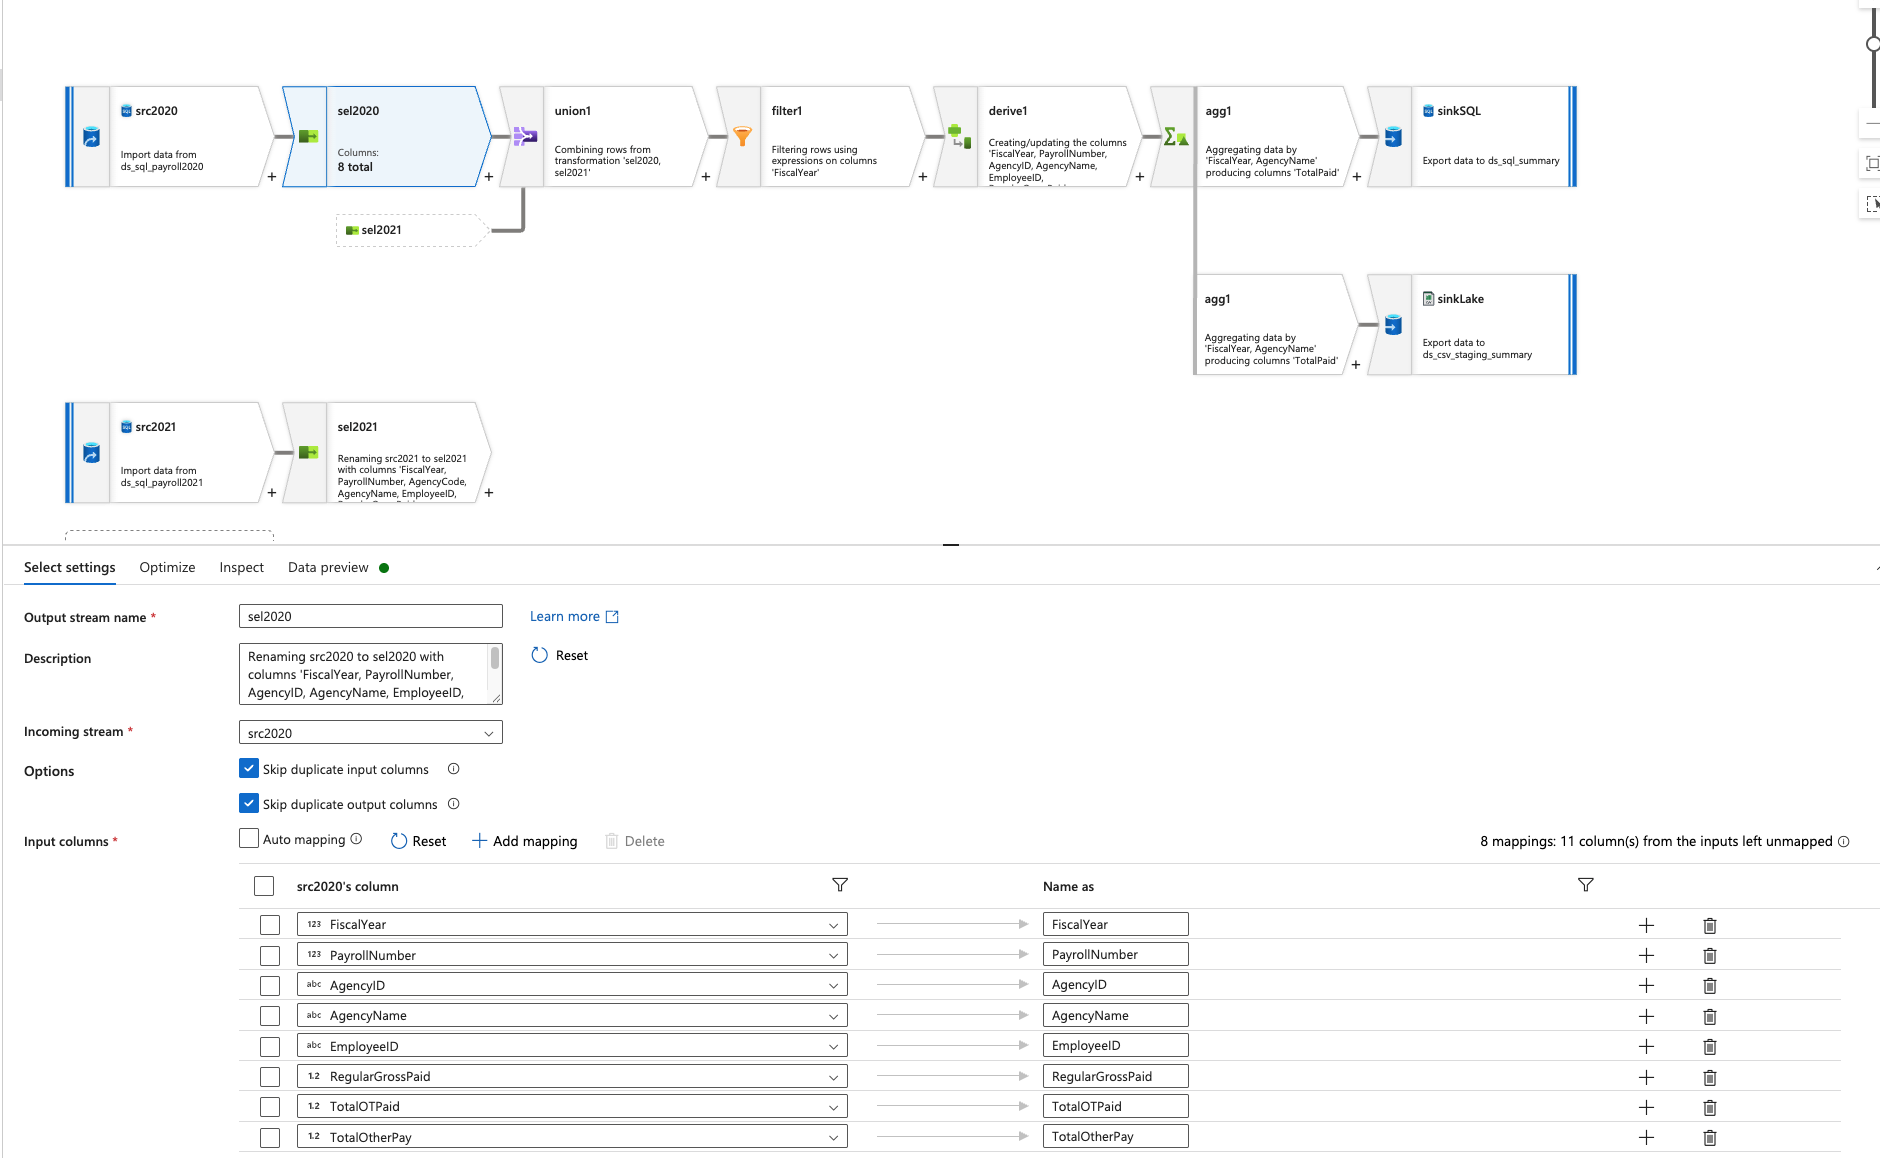 src2020
Import data from
ds_sql_payroll2020
+
sel2020
Columns:
8 total
+
union1
Combining rows from
transformation 'sel2020,
sel2021'
+
filter1
Filtering rows using
expressions on columns
'FiscalYear'
+
derive1
Creating/updating the columns
'FiscalYear, PayrollNumber,
AgencyID, AgencyName,
EmployeeID,
+
agg1
Aggregating data by
'FiscalYear, AgencyName'
producing columns 'TotalPaid'
+
sinkSQL
Export data to ds_sql_summary
sel2021
agg1
Aggregating data by
'FiscalYear, AgencyName'
producing columns 'TotalPaid'
+
sinkLake
Export data to
ds_csv_staging_summary
src2021
Import data from
ds_sql_payroll2021
+
sel2021
Renaming src2021 to sel2021
with columns 'FiscalYear,
PayrollNumber, AgencyCode,
AgencyName, EmployeeID,
+
Select settings Optimize Inspect Data preview
Output stream name * sel2020 Learn more
Description
Renaming src2020 to sel2020 with
columns 'FiscalYear, PayrollNumber,
AgencyID, AgencyName, EmployeeID,
Reset
Incoming stream * src2020
Options Skip duplicate input columns
Skip duplicate output columns
Input columns * Auto mapping Reset + Add mapping Delete 8 mappings: 11 column(s) from the inputs left unmapped
src2020's column Name as
123 FiscalYear FiscalYear
123 PayrollNumber PayrollNumber
abc AgencyID AgencyID
abc AgencyName AgencyName
abc EmployeeID EmployeeID
1.2 RegularGrossPaid RegularGrossPaid
1.2 TotalOTPaid TotalOTPaid
1.2 TotalOtherPay TotalOtherPay